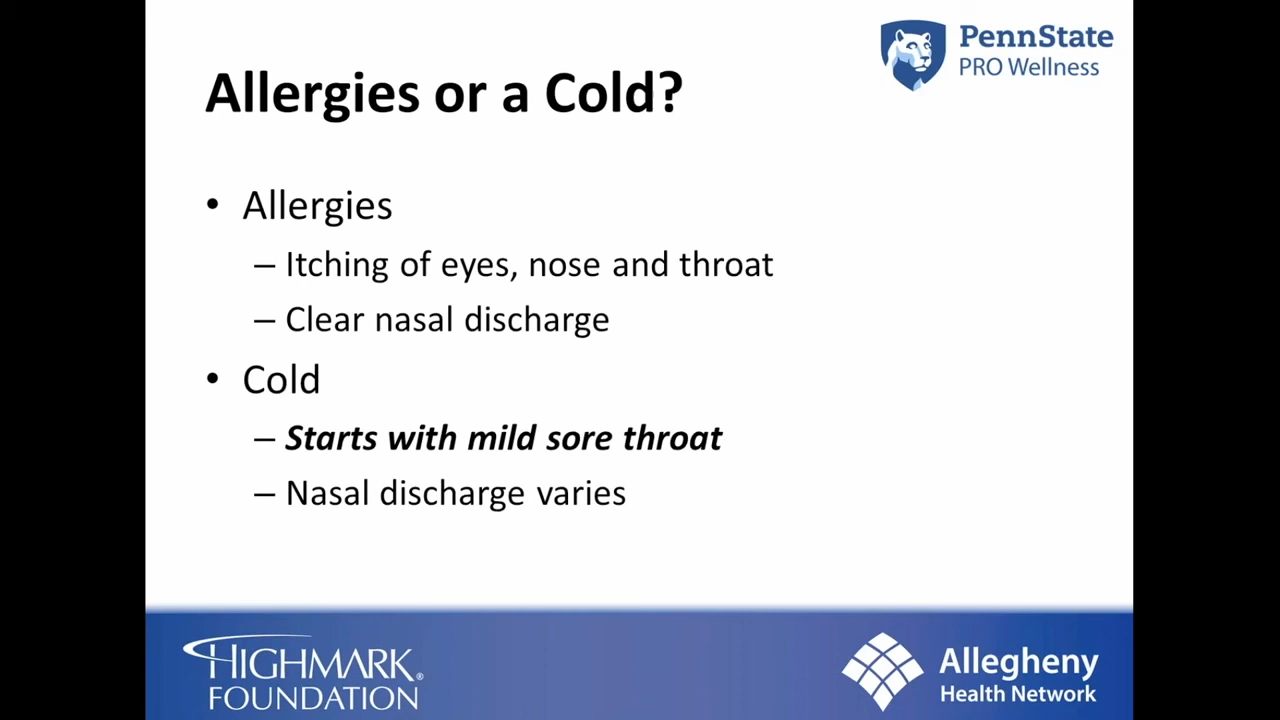 PennState
PRO Wellness
Allergies or a Cold?
• Allergies
– Itching of eyes, nose and throat
– Clear nasal discharge
• Cold
– Starts with mild sore throat
– Nasal discharge varies
HIGHMARK®
FOUNDATION
Allegheny
Health Network